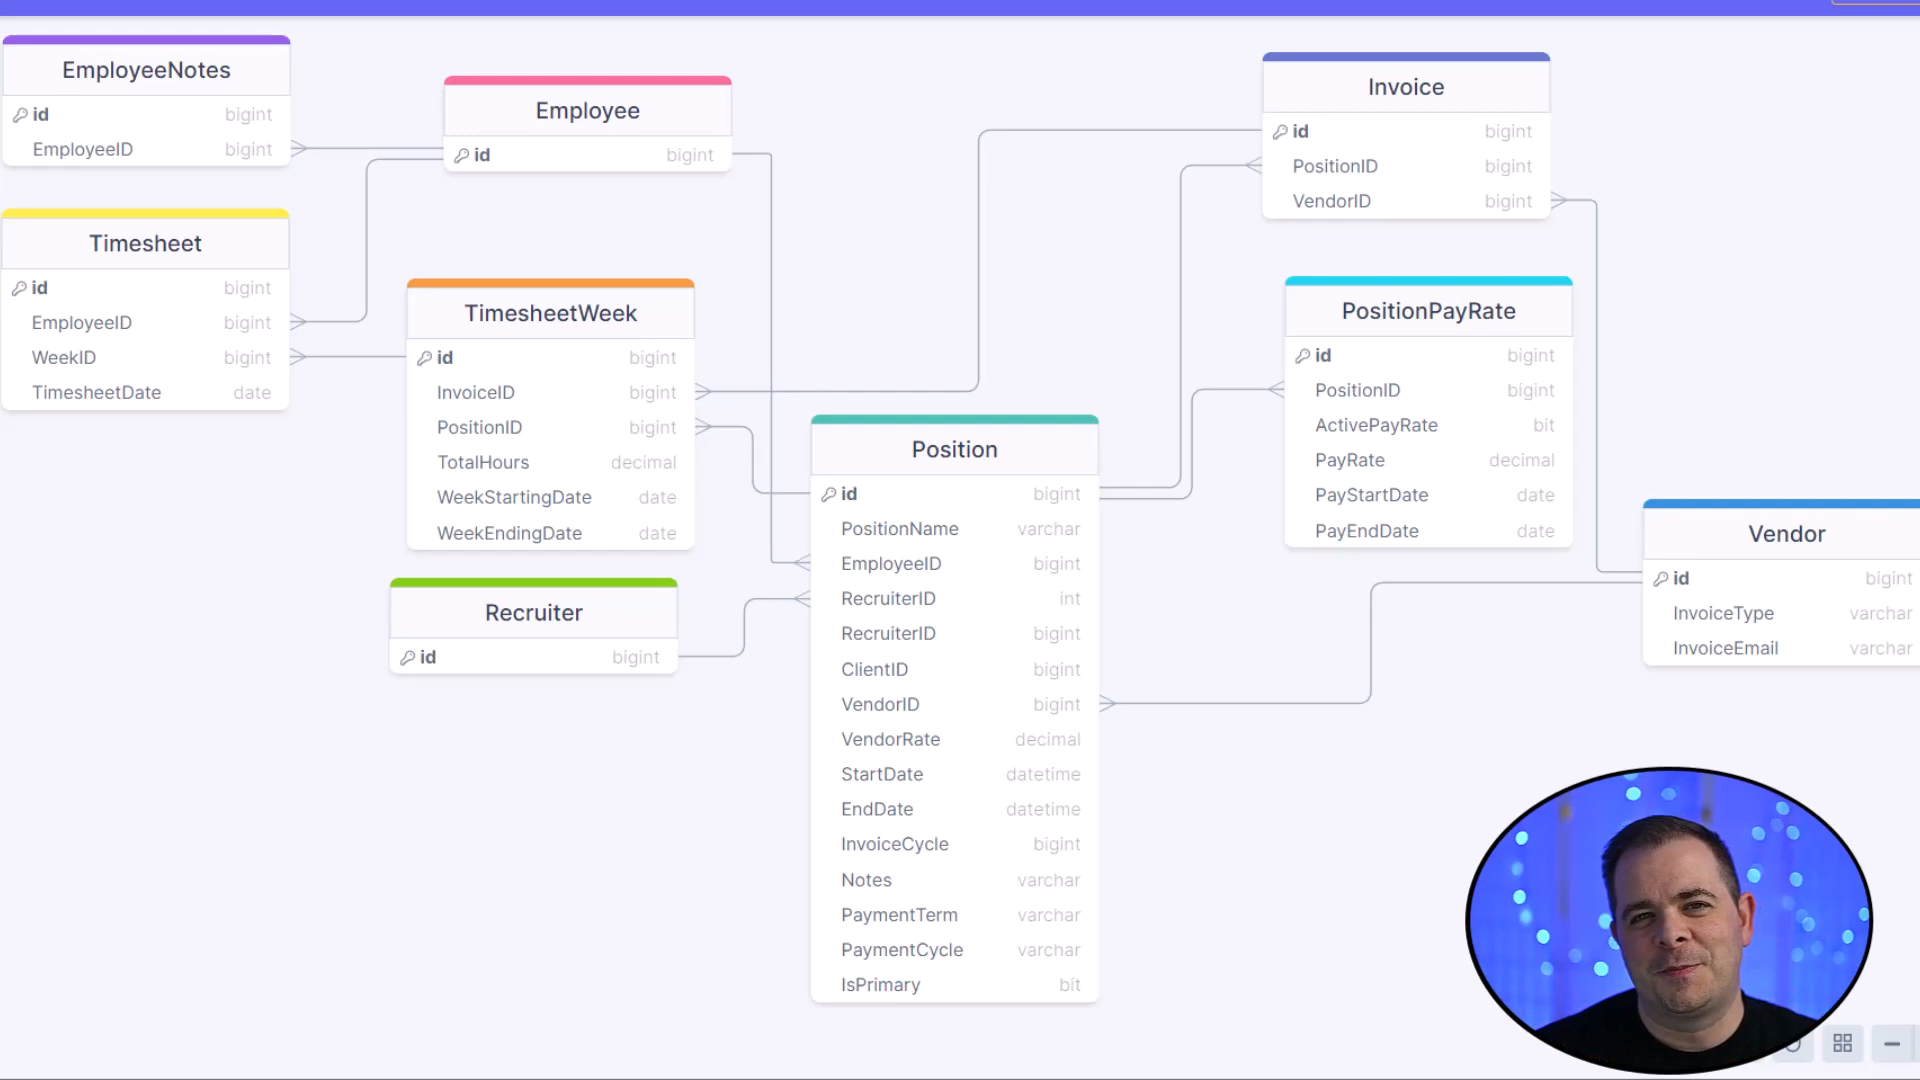 EmployeeNotes
id bigint
EmployeeID bigint
Employee
id bigint
Invoice
id bigint
PositionID bigint
VendorID bigint
Timesheet
id bigint
EmployeeID bigint
WeekID bigint
TimesheetDate date
TimesheetWeek
id bigint
InvoiceID bigint
PositionID bigint
TotalHours decimal
WeekStartingDate date
WeekEndingDate date
PositionPayRate
id bigint
PositionID bigint
ActivePayRate bit
PayRate decimal
PayStartDate date
PayEndDate date
Position
id bigint
PositionName varchar
EmployeeID bigint
RecruiterID int
RecruiterID bigint
ClientID bigint
VendorID bigint
VendorRate decimal
StartDate datetime
EndDate datetime
InvoiceCycle bigint
Notes varchar
PaymentTerm varchar
PaymentCycle varchar
IsPrimary bit
Recruiter
id bigint
Vendor
id bigint
InvoiceType varchar
InvoiceEmail varchar